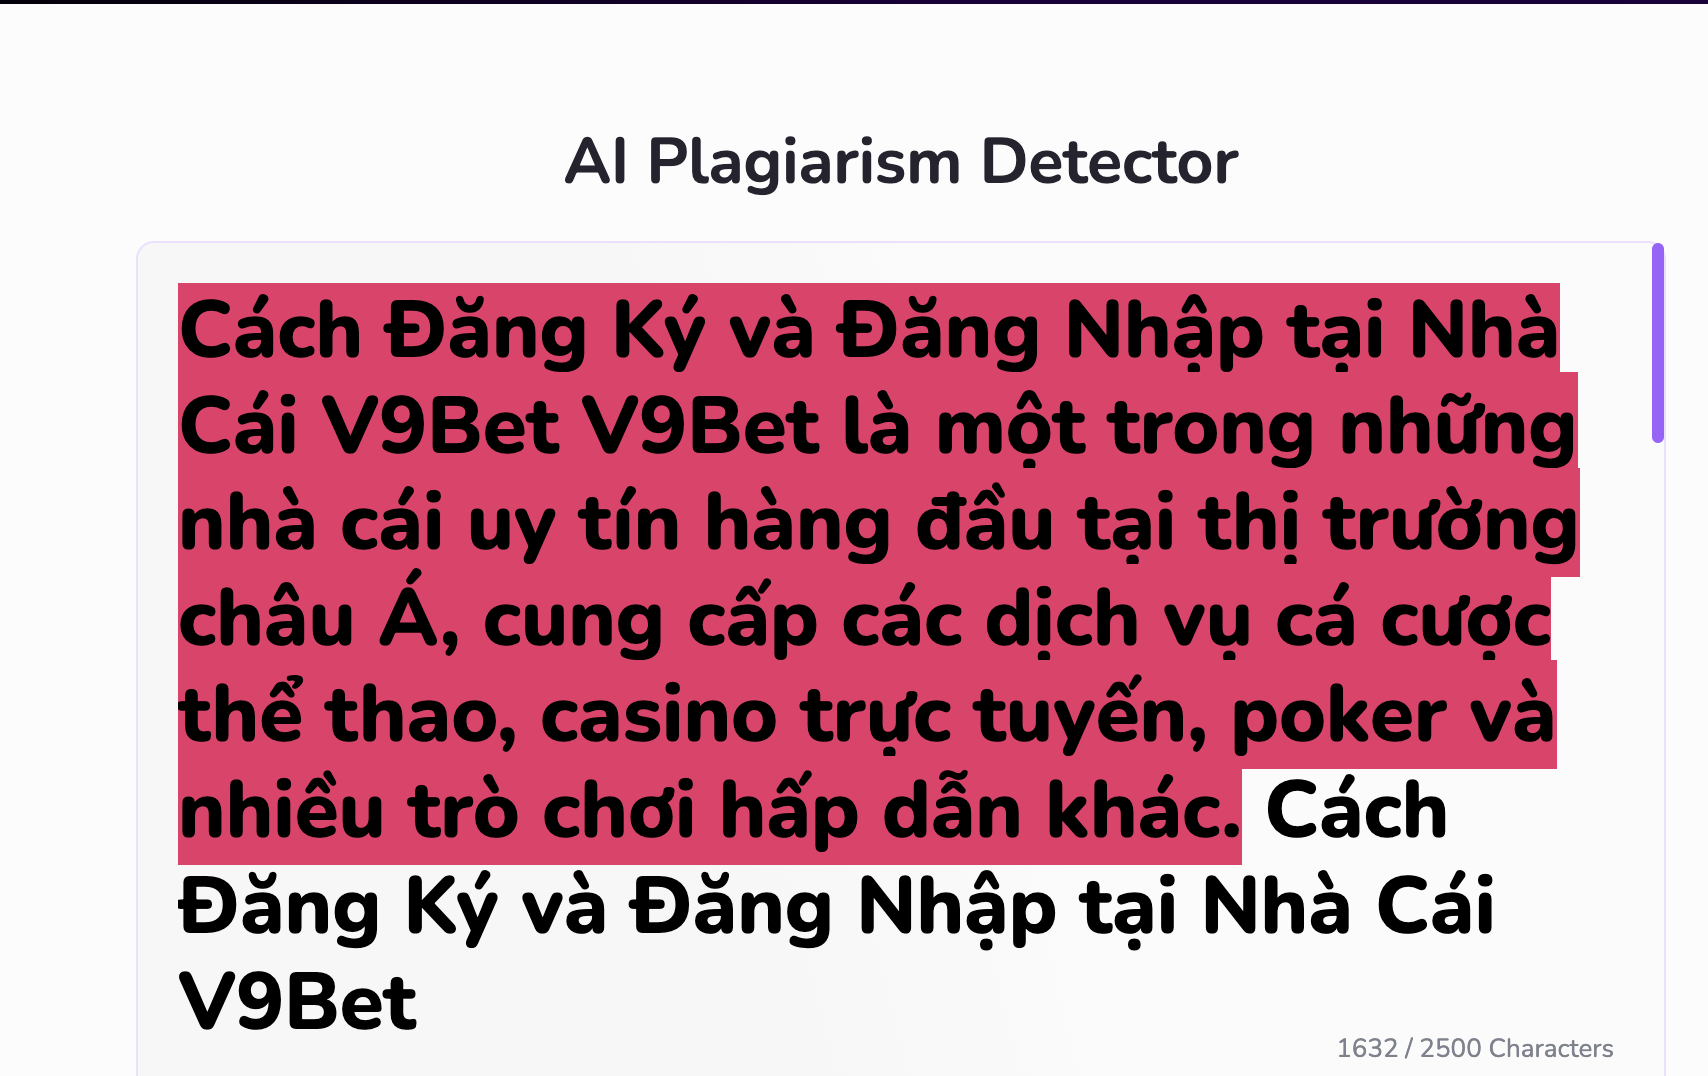 AI Plagiarism Detector
Cách Đăng Ký và Đăng Nhập tại Nhà
Cái V9Bet V9Bet là một trong những
nhà cái uy tín hàng đầu tại thị trường
châu Á, cung cấp các dịch vụ cá cược
thể thao, casino trực tuyến, poker và
nhiều trò chơi hấp dẫn khác. Cách
Đăng Ký và Đăng Nhập tại Nhà Cái
V9Bet
1632 / 2500 Characters